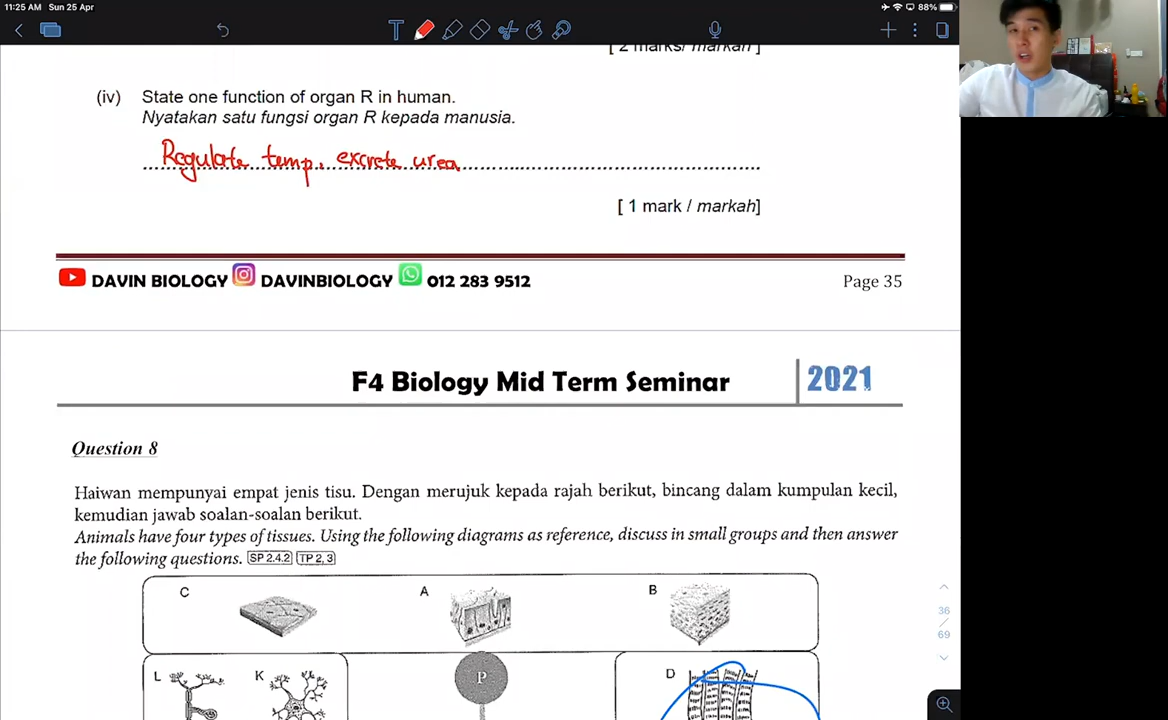 11:25 AM Sun 25 Apr
88%
[ 2 marks/ markah ]
(iv) State one function of organ R in human.
Nyatakan satu fungsi organ R kepada manusia.
Regulate temp. excrete urea
[ 1 mark / markah]
DAVIN BIOLOGY DAVINBIOLOGY 012 283 9512
Page 35
F4 Biology Mid Term Seminar 2021
Question 8
Haiwan mempunyai empat jenis tisu. Dengan merujuk kepada rajah berikut, bincang dalam kumpulan kecil,
kemudian jawab soalan-soalan berikut.
Animals have four types of tissues. Using the following diagrams as reference, discuss in small groups and then answer
the following questions. SP 2.4.2 TP 2, 3
C A B
36
/
69
L K P D